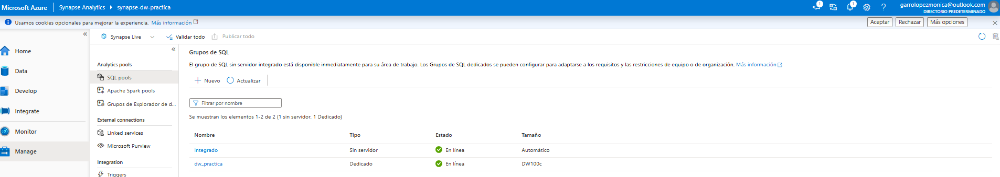 Microsoft Azure Synapse Analytics synapse-dw-practica 1 1 garrolopezmonica@outlook.com
DIRECTORIO PREDETERMINADO
Usamos cookies opcionales para mejorar la experiencia. Más información Aceptar Rechazar Más opciones
Synapse Live Validar todo Publicar todo
Home
Data
Develop
Integrate
Monitor
Manage
Analytics pools
SQL pools
Apache Spark pools
Grupos de Explorador de d...
External connections
Linked services
Microsoft Purview
Integration
Triggers
Grupos de SQL
El grupo de SQL sin servidor integrado está disponible inmediatamente para su área de trabajo. Los Grupos de SQL dedicados se pueden configurar para adaptarse a los requisitos y las restricciones de equipo o de organización. Más información
Nuevo Actualizar
Filtrar por nombre
Se muestran los elementos 1-2 de 2 (1 sin servidor, 1 Dedicado)
Nombre Tipo Estado Tamaño
Integrado Sin servidor En línea Automático
dw_practica Dedicado En línea DW100c